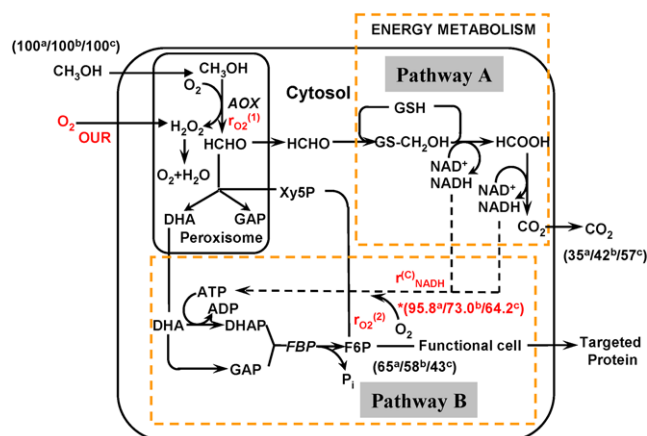 ENERGY METABOLISM
(100ᵃ/100ᵇ/100ᶜ)
CH₃OH
CH₃OH
Pathway A
O₂
Cytosol
GSH
AOX
O₂
OUR
H₂O₂
rO₂⁽¹⁾
HCHO
HCHO
GS-CH₂OH
HCOOH
NAD⁺
NADH
NAD⁺
NADH
O₂+H₂O
Xy5P
DHA
GAP
Peroxisome
CO₂
CO₂
(35ᵃ/42ᵇ/57ᶜ)
r⁽ᶜ⁾NADH
ATP
ADP
*(95.8ᵃ/73.0ᵇ/64.2ᶜ)
rO₂⁽²⁾
O₂
DHA
DHAP
FBP
F6P
Functional cell
Targeted
Protein
GAP
Pᵢ
(65ᵃ/58ᵇ/43ᶜ)
Pathway B